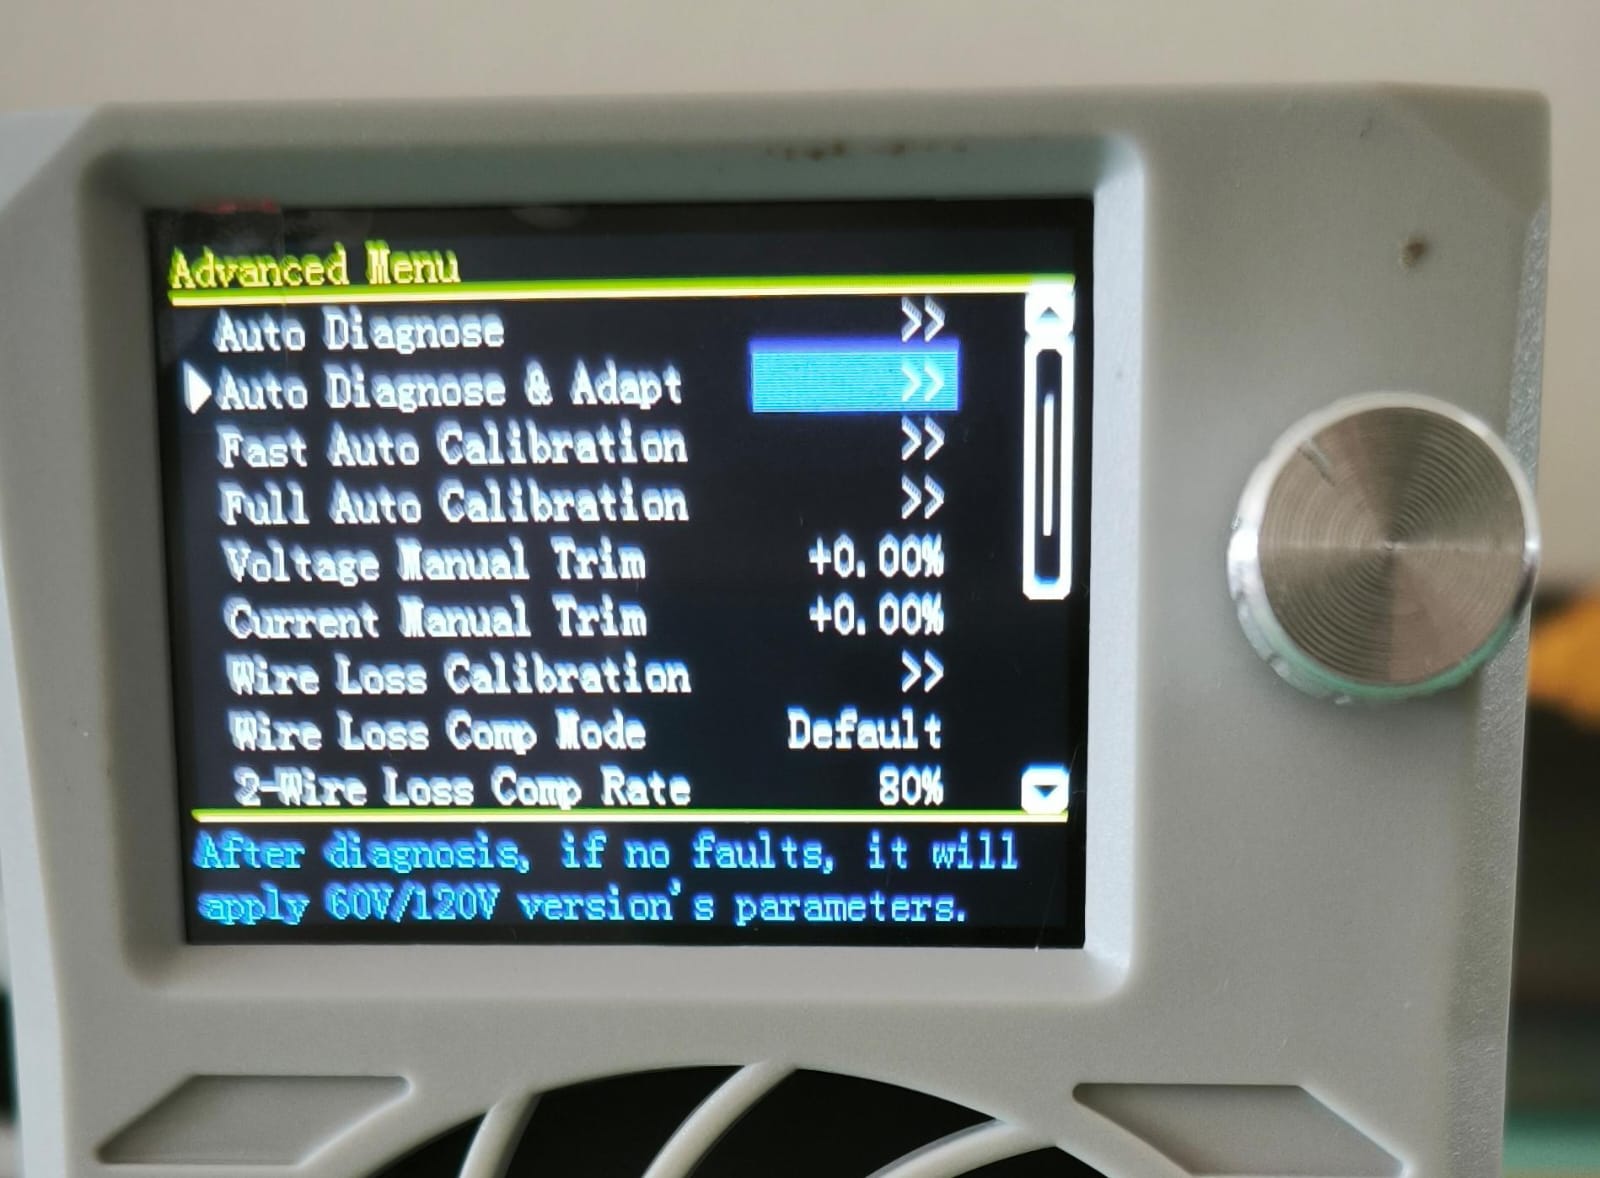 Advanced Menu
Auto Diagnose >>
Auto Diagnose & Adapt >>
Fast Auto Calibration >>
Full Auto Calibration >>
Voltage Manual Trim +0.00%
Current Manual Trim +0.00%
Wire Loss Calibration >>
Wire Loss Comp Mode Default
2-Wire Loss Comp Rate 80%
After diagnosis, if no faults, it will
apply 60V/120V version's parameters.